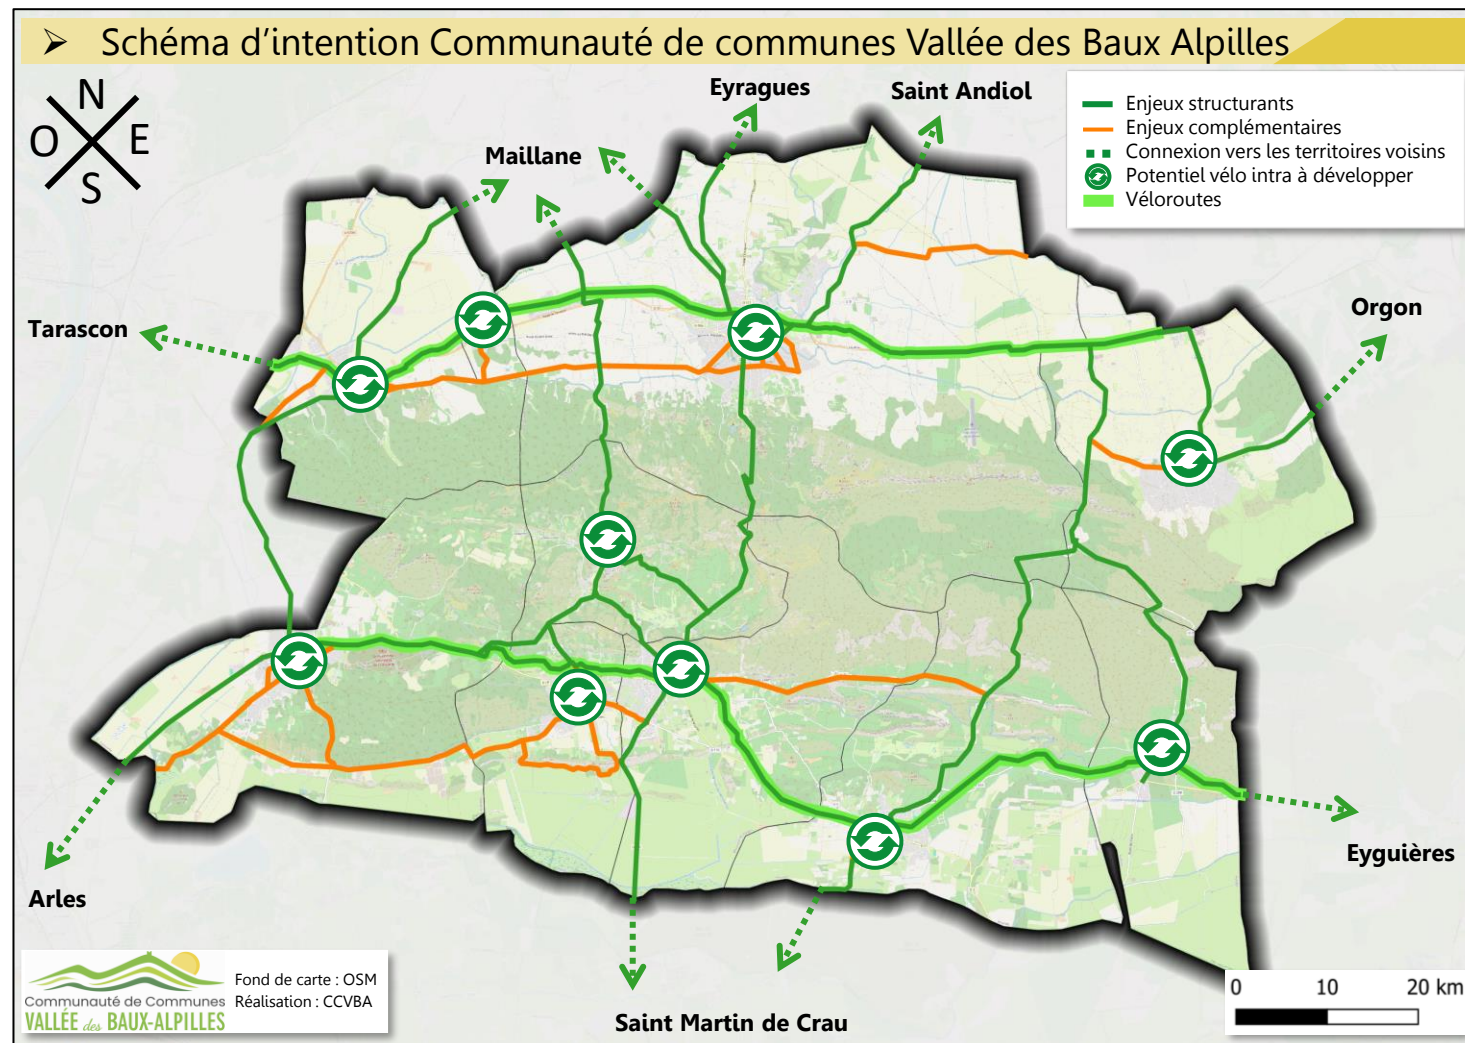 ➤ Schéma d'intention Communauté de communes Vallée des Baux Alpilles
N
O E
S
Eyragues
Saint Andiol
Maillane
Enjeux structurants
Enjeux complémentaires
Connexion vers les territoires voisins
Potentiel vélo intra à développer
Véloroutes
Tarascon
Orgon
Eyguières
Arles
Saint Martin de Crau
Communauté de Communes
VALLÉE des BAUX-ALPILLES
Fond de carte : OSM
Réalisation : CCVBA
0 10 20 km